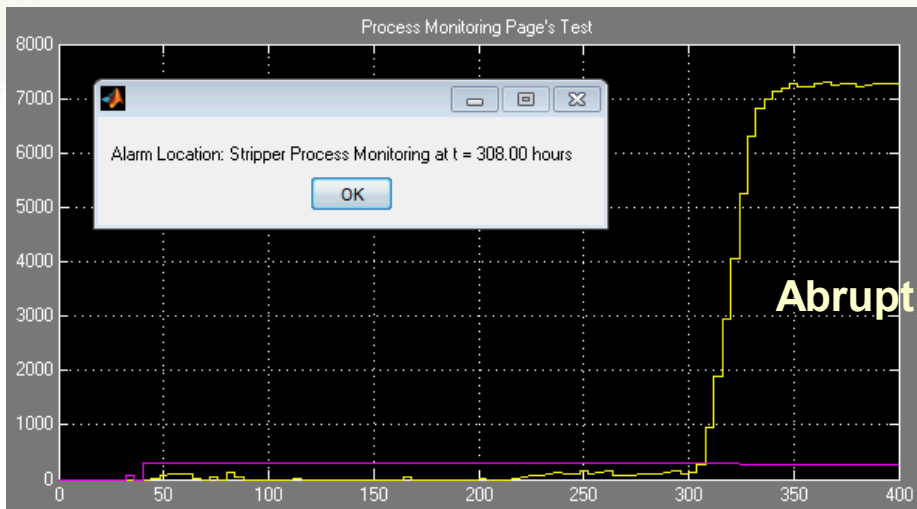 Process Monitoring Page's Test
8000
7000
Alarm Location: Stripper Process Monitoring at t = 308.00 hours
6000
OK
5000
4000
Abrupt
3000
2000
1000
0
0 50 100 150 200 250 300 350 400